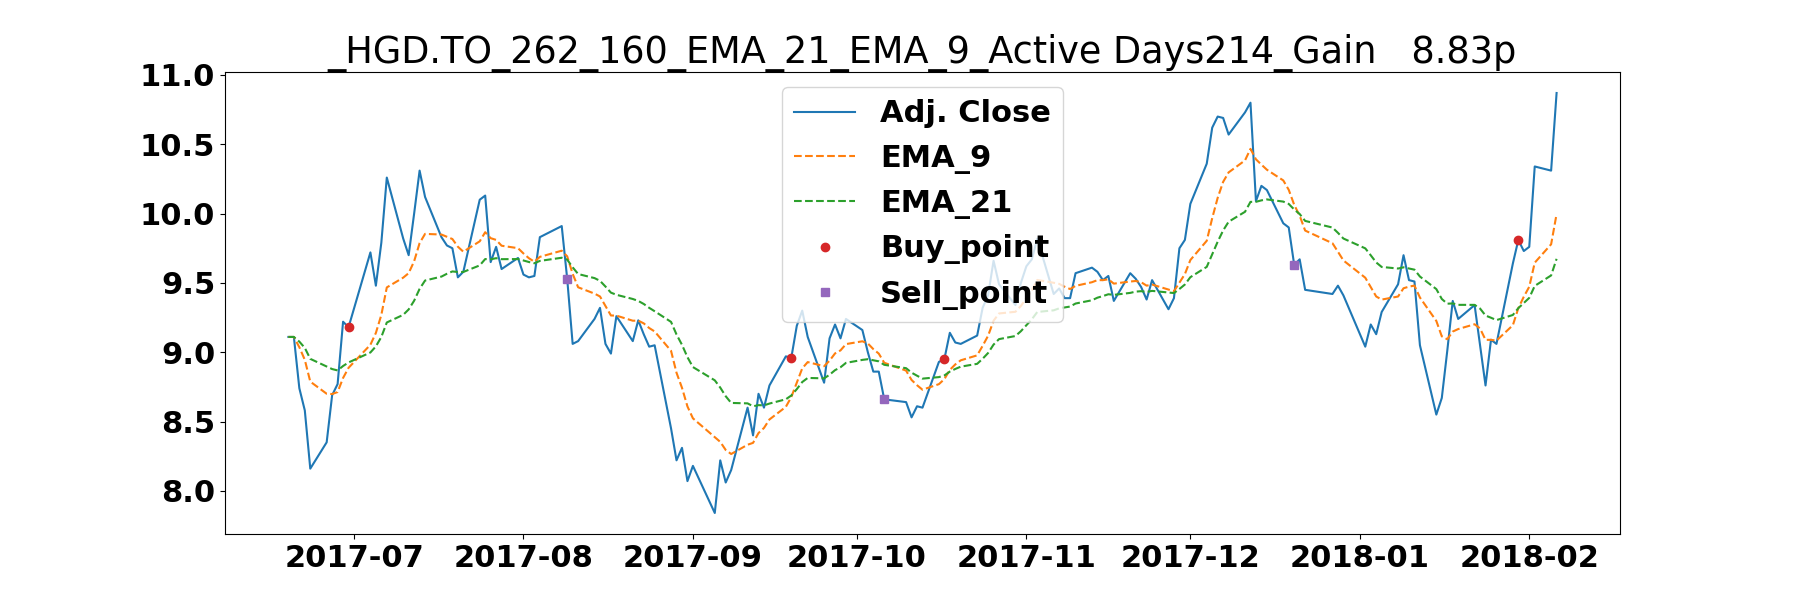 _HGD.TO_262_160_EMA_21_EMA_9_Active Days214_Gain   8.83p
11.0
10.5
10.0
9.5
9.0
8.5
8.0
Adj. Close
EMA_9
EMA_21
Buy_point
Sell_point
2017-07 2017-08 2017-09 2017-10 2017-11 2017-12 2018-01 2018-02